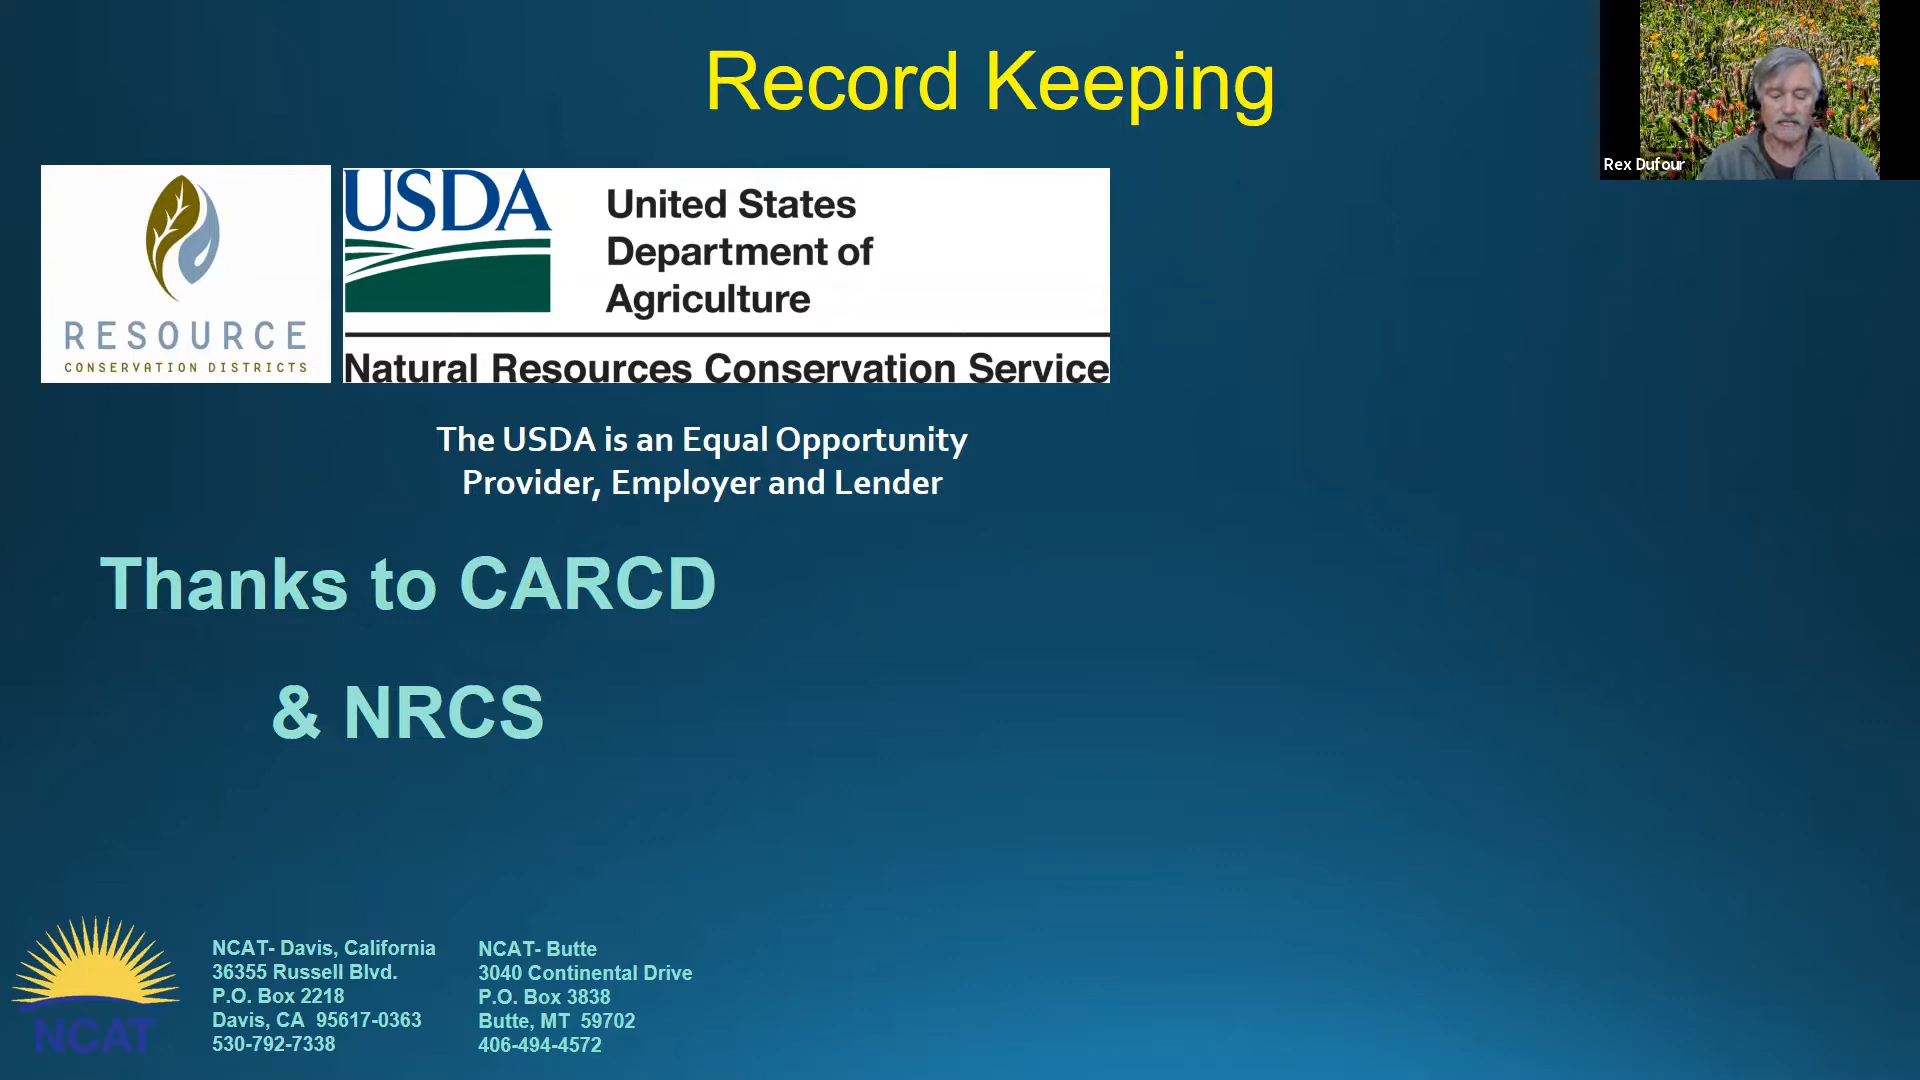 Record Keeping
Rex Dufour
RESOURCE
CONSERVATION DISTRICTS
USDA
United States
Department of
Agriculture
Natural Resources Conservation Service
The USDA is an Equal Opportunity
Provider, Employer and Lender
Thanks to CARCD
& NRCS
NCAT
NCAT- Davis, California
36355 Russell Blvd.
P.O. Box 2218
Davis, CA 95617-0363
530-792-7338
NCAT- Butte
3040 Continental Drive
P.O. Box 3838
Butte, MT 59702
406-494-4572